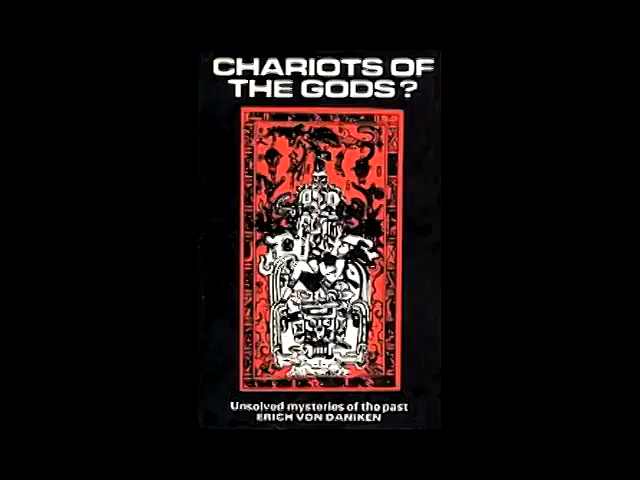 CHARIOTS OF
THE GODS?
Unsolved mysteries of the past
ERICH VON DANIKEN